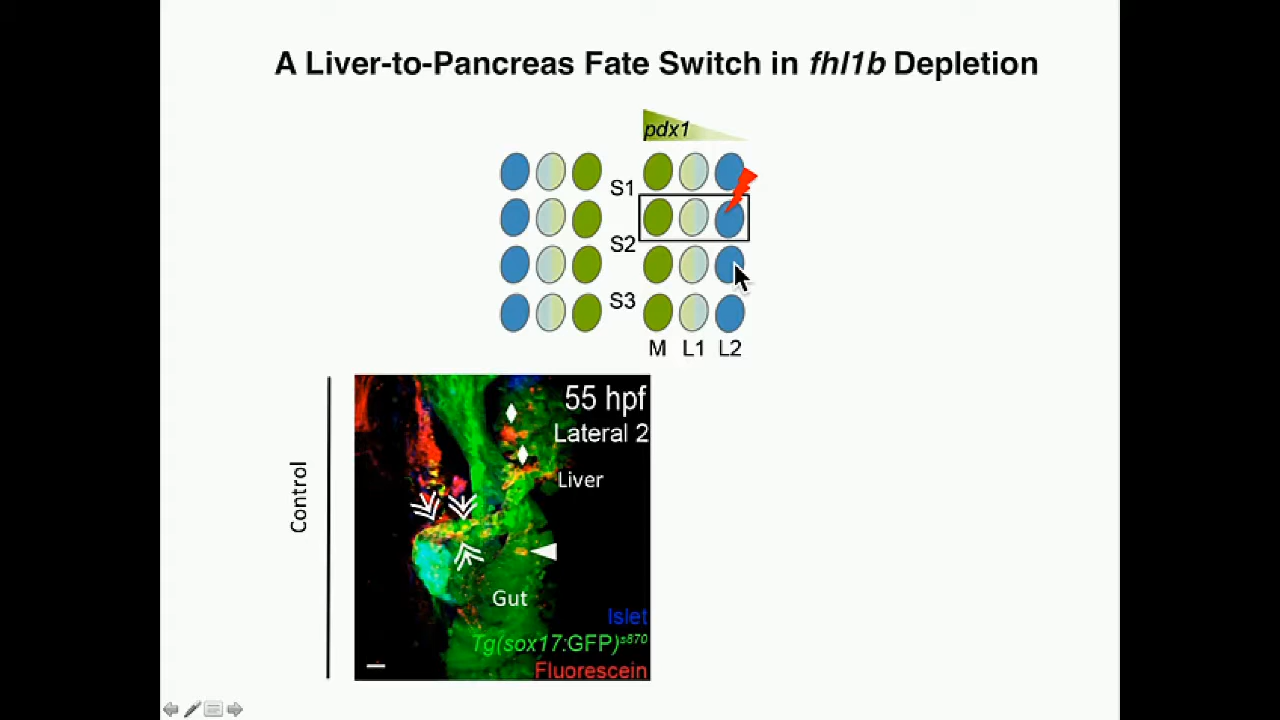 A Liver-to-Pancreas Fate Switch in fhl1b Depletion
pdx1
S1
S2
S3
M L1 L2
Control
55 hpf
Lateral 2
Liver
Gut
Islet
Tg(sox17:GFP)s870
Fluorescein